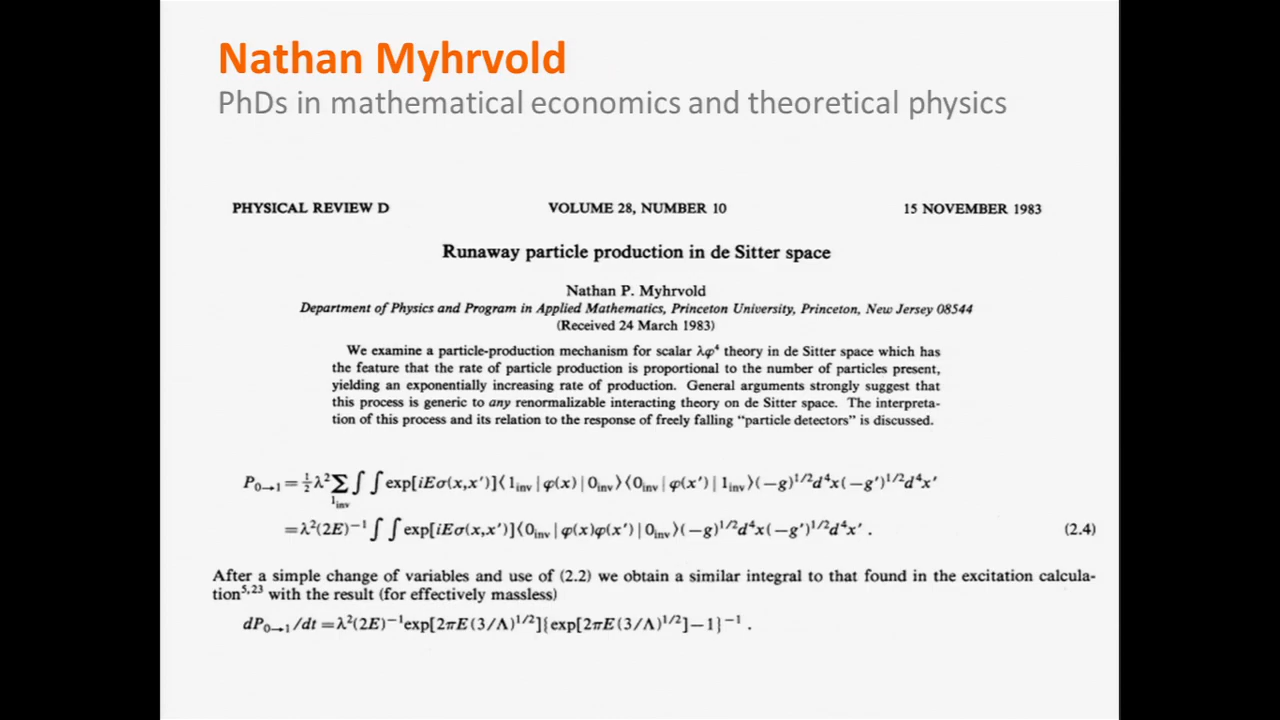 Nathan Myhrvold
PhDs in mathematical economics and theoretical physics
PHYSICAL REVIEW D VOLUME 28, NUMBER 10 15 NOVEMBER 1983
Runaway particle production in de Sitter space
Nathan P. Myhrvold
Department of Physics and Program in Applied Mathematics, Princeton University, Princeton, New Jersey 08544
(Received 24 March 1983)
We examine a particle-production mechanism for scalar λφ⁴ theory in de Sitter space which has
the feature that the rate of particle production is proportional to the number of particles present,
yielding an exponentially increasing rate of production. General arguments strongly suggest that
this process is generic to any renormalizable interacting theory on de Sitter space. The interpreta-
tion of this process and its relation to the response of freely falling "particle detectors" is discussed.
P₀→₁ = ½λ² Σ_{1inv} ∫ ∫ exp[iEσ(x,x′)]⟨1inv | φ(x) | 0inv⟩⟨0inv | φ(x′) | 1inv⟩(−g)^{1/2}d⁴x(−g′)^{1/2}d⁴x′
=λ²(2E)⁻¹ ∫ ∫ exp[iEσ(x,x′)]⟨0inv | φ(x)φ(x′) | 0inv⟩(−g)^{1/2}d⁴x(−g′)^{1/2}d⁴x′ . (2.4)
After a simple change of variables and use of (2.2) we obtain a similar integral to that found in the excitation calcula-
tion⁵,²³ with the result (for effectively massless)
dP₀→₁/dt = λ²(2E)⁻¹exp[2πE(3/Λ)^{1/2}]{exp[2πE(3/Λ)^{1/2}]−1}⁻¹ .